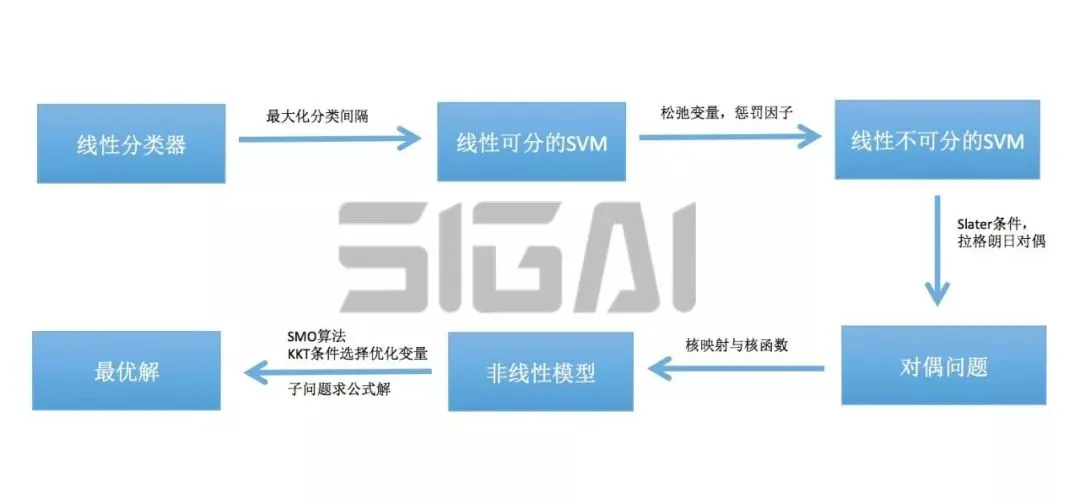 线性分类器
最大化分类间隔
线性可分的SVM
松弛变量，惩罚因子
线性不可分的SVM
Slater条件，
拉格朗日对偶
SIGAI
对偶问题
核映射与核函数
非线性模型
SMO算法
KKT条件选择优化变量
子问题求公式解
最优解